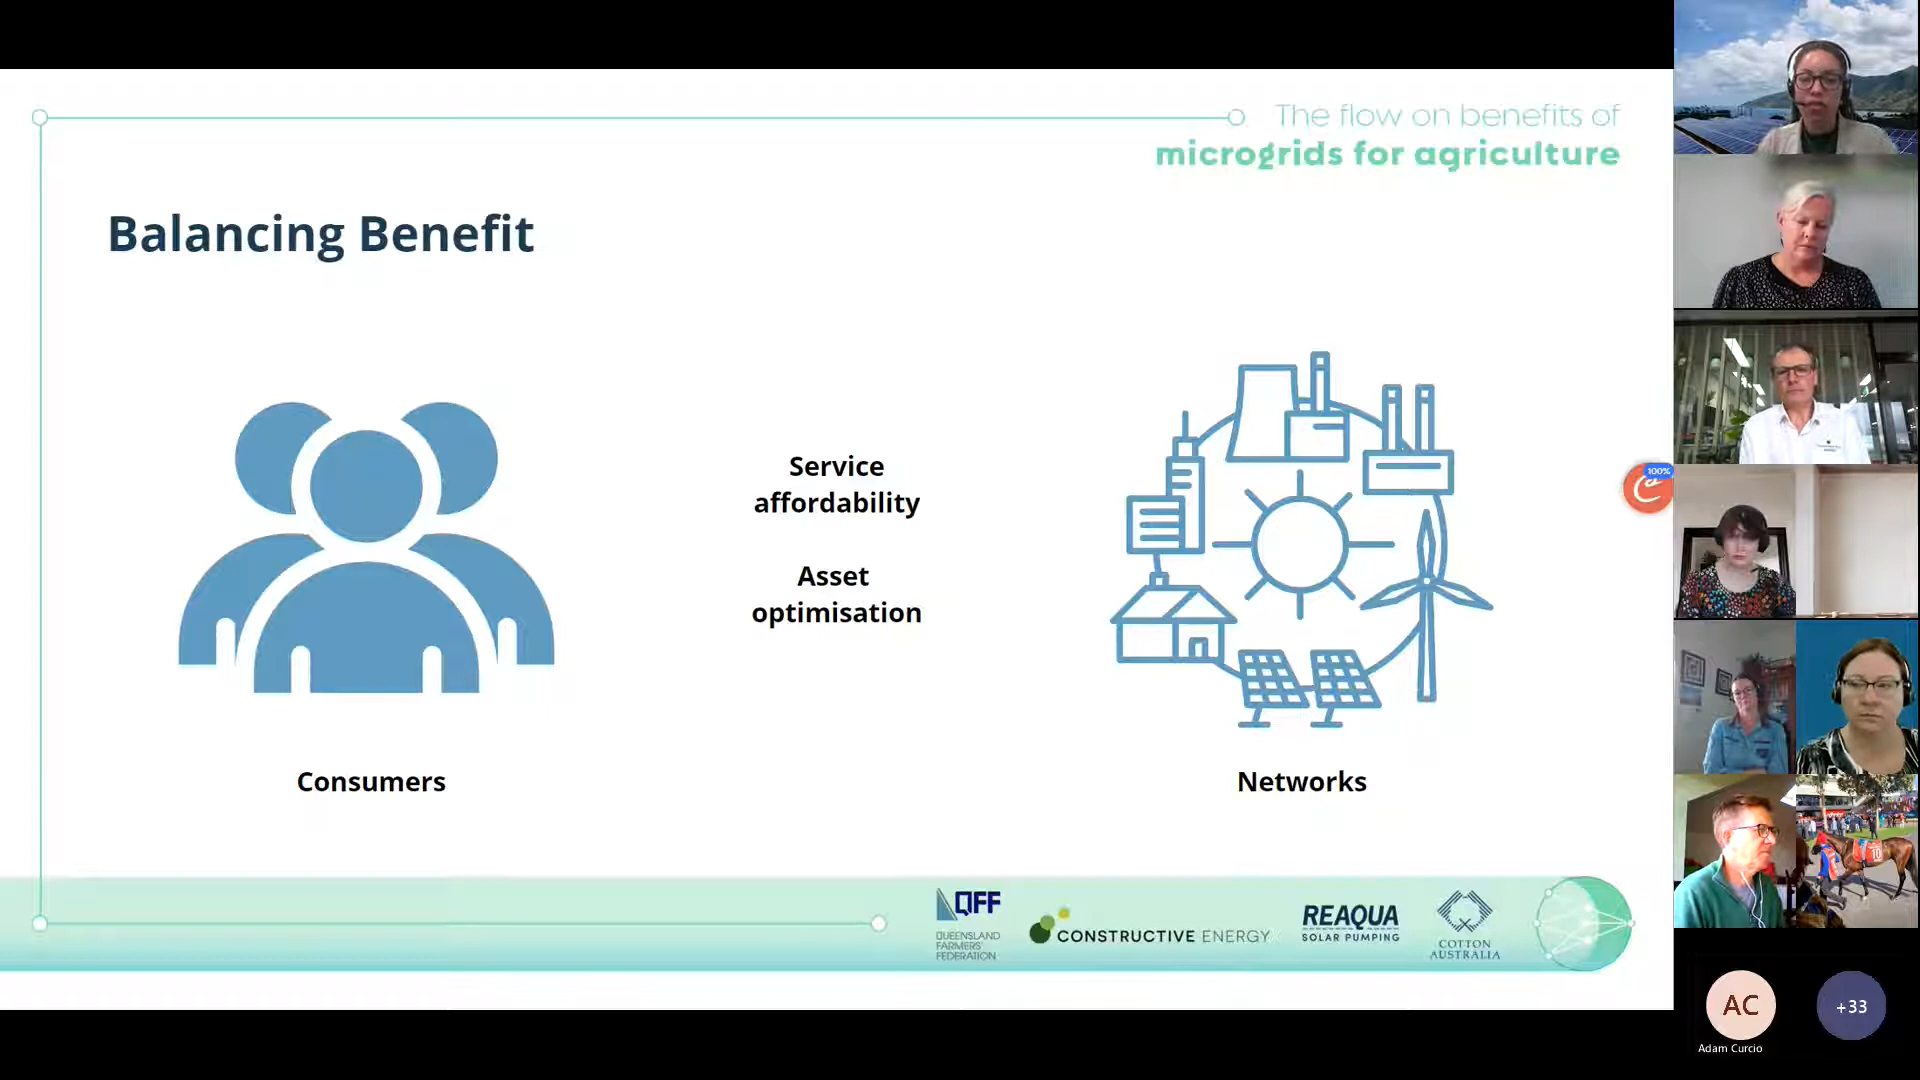 The flow on benefits of
microgrids for agriculture
Balancing Benefit
Service
affordability
Asset
optimisation
Consumers
Networks
100%
QFF
QUEENSLAND
FARMERS'
FEDERATION
CONSTRUCTIVE ENERGY
REAQUA
SOLAR PUMPING
COTTON
AUSTRALIA
10
AC
Adam Curcio
+33